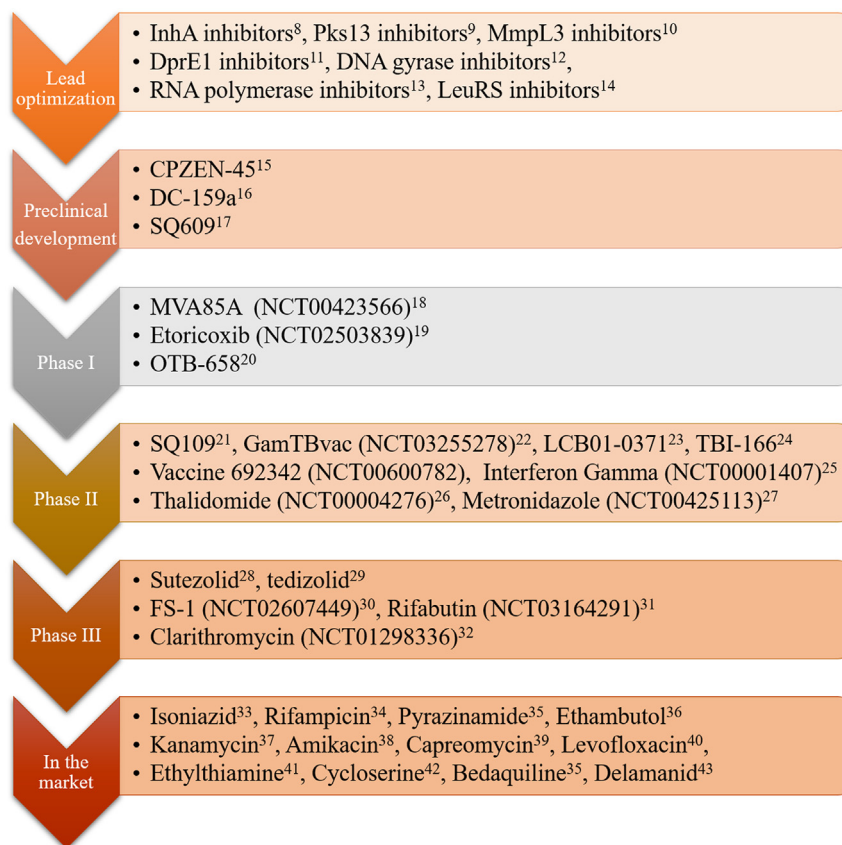 Lead
optimization
• InhA inhibitors⁸, Pks13 inhibitors⁹, MmpL3 inhibitors¹⁰
• DprE1 inhibitors¹¹, DNA gyrase inhibitors¹²,
• RNA polymerase inhibitors¹³, LeuRS inhibitors¹⁴
Preclinical
development
• CPZEN-45¹⁵
• DC-159a¹⁶
• SQ609¹⁷
Phase I
• MVA85A (NCT00423566)¹⁸
• Etoricoxib (NCT02503839)¹⁹
• OTB-658²⁰
Phase II
• SQ109²¹, GamTBvac (NCT03255278)²², LCB01-0371²³, TBI-166²⁴
• Vaccine 692342 (NCT00600782), Interferon Gamma (NCT00001407)²⁵
• Thalidomide (NCT00004276)²⁶, Metronidazole (NCT00425113)²⁷
Phase III
• Sutezolid²⁸, tedizolid²⁹
• FS-1 (NCT02607449)³⁰, Rifabutin (NCT03164291)³¹
• Clarithromycin (NCT01298336)³²
In the
market
• Isoniazid³³, Rifampicin³⁴, Pyrazinamide³⁵, Ethambutol³⁶
• Kanamycin³⁷, Amikacin³⁸, Capreomycin³⁹, Levofloxacin⁴⁰,
• Ethylthiamine⁴¹, Cycloserine⁴², Bedaquiline³⁵, Delamanid⁴³